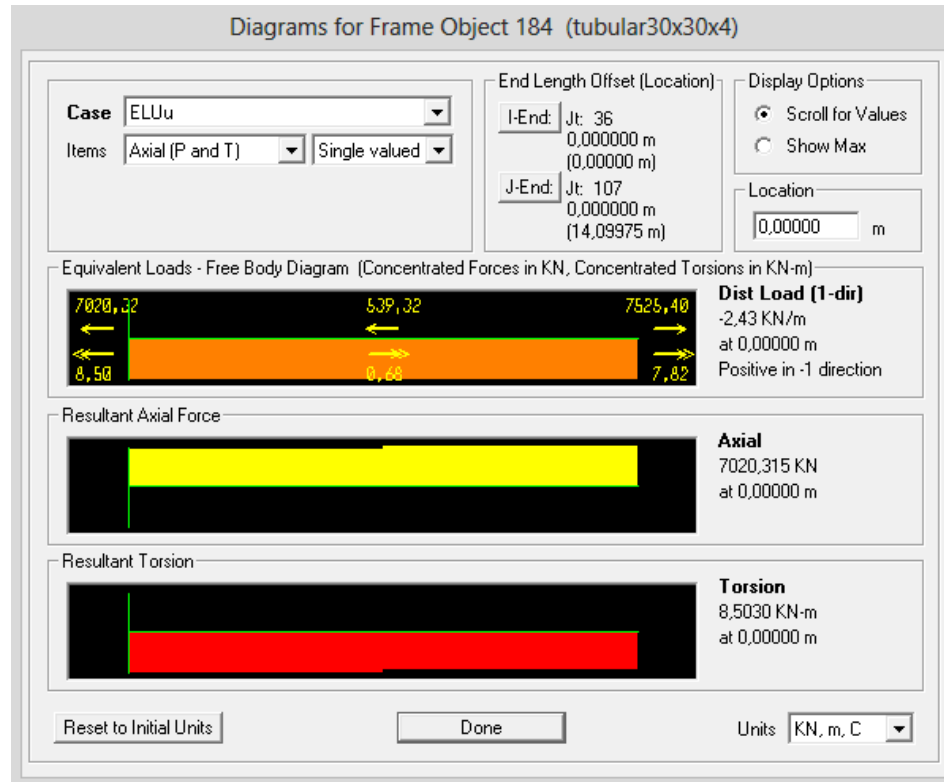 Diagrams for Frame Object 184 (tubular30x30x4)
Case ELUu
Items Axial (P and T) Single valued
End Length Offset (Location)
I-End: Jt: 36
0,000000 m
(0,00000 m)
J-End: Jt: 107
0,000000 m
(14,09975 m)
Display Options
Scroll for Values
Show Max
Location
0,00000 m
Equivalent Loads - Free Body Diagram (Concentrated Forces in KN, Concentrated Torsions in KN-m)
7020,32 539,32 7525,40
8,50 0,68 7,82
Dist Load (1-dir)
-2,43 KN/m
at 0,00000 m
Positive in -1 direction
Resultant Axial Force
Axial
7020,315 KN
at 0,00000 m
Resultant Torsion
Torsion
8,5030 KN-m
at 0,00000 m
Reset to Initial Units Done Units KN, m, C